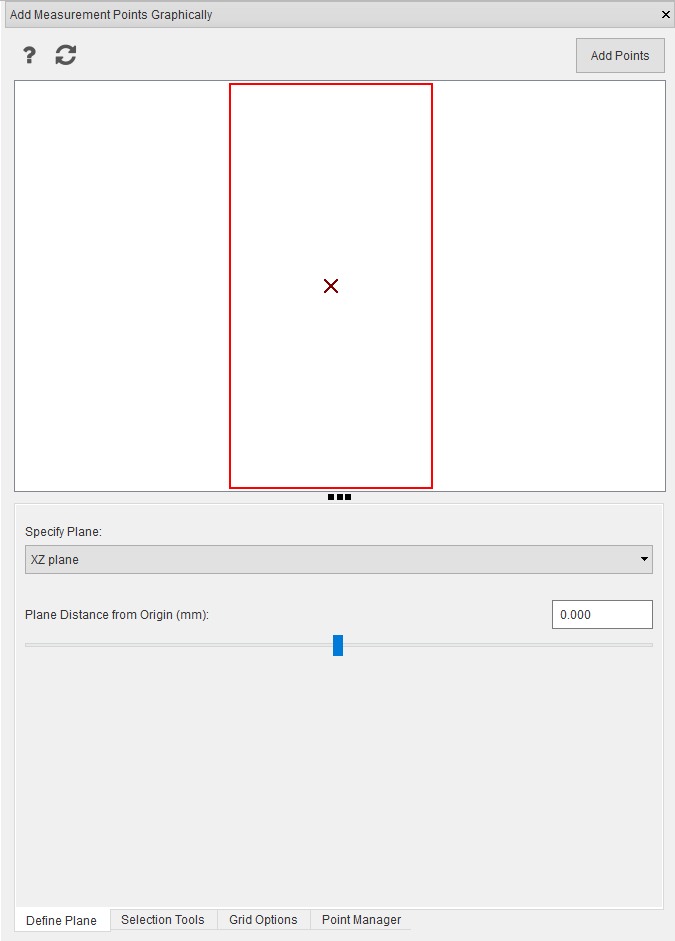 Add Measurement Points Graphically
?
Add Points
Specify Plane:
XZ plane
Plane Distance from Origin (mm):
0.000
Define Plane
Selection Tools
Grid Options
Point Manager